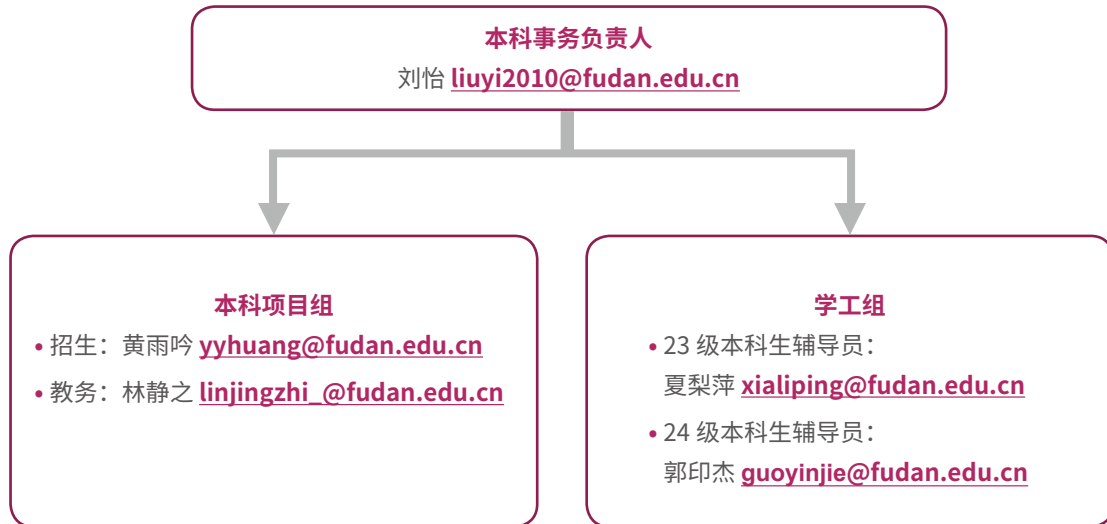 本科事务负责人
刘怡 liuyi2010@fudan.edu.cn
本科项目组
• 招生：黄雨吟 yyhuang@fudan.edu.cn
• 教务：林静之 linjingzhi_@fudan.edu.cn
学工组
• 23 级本科生辅导员：
夏梨萍 xialiping@fudan.edu.cn
• 24 级本科生辅导员：
郭印杰 guoyinjie@fudan.edu.cn